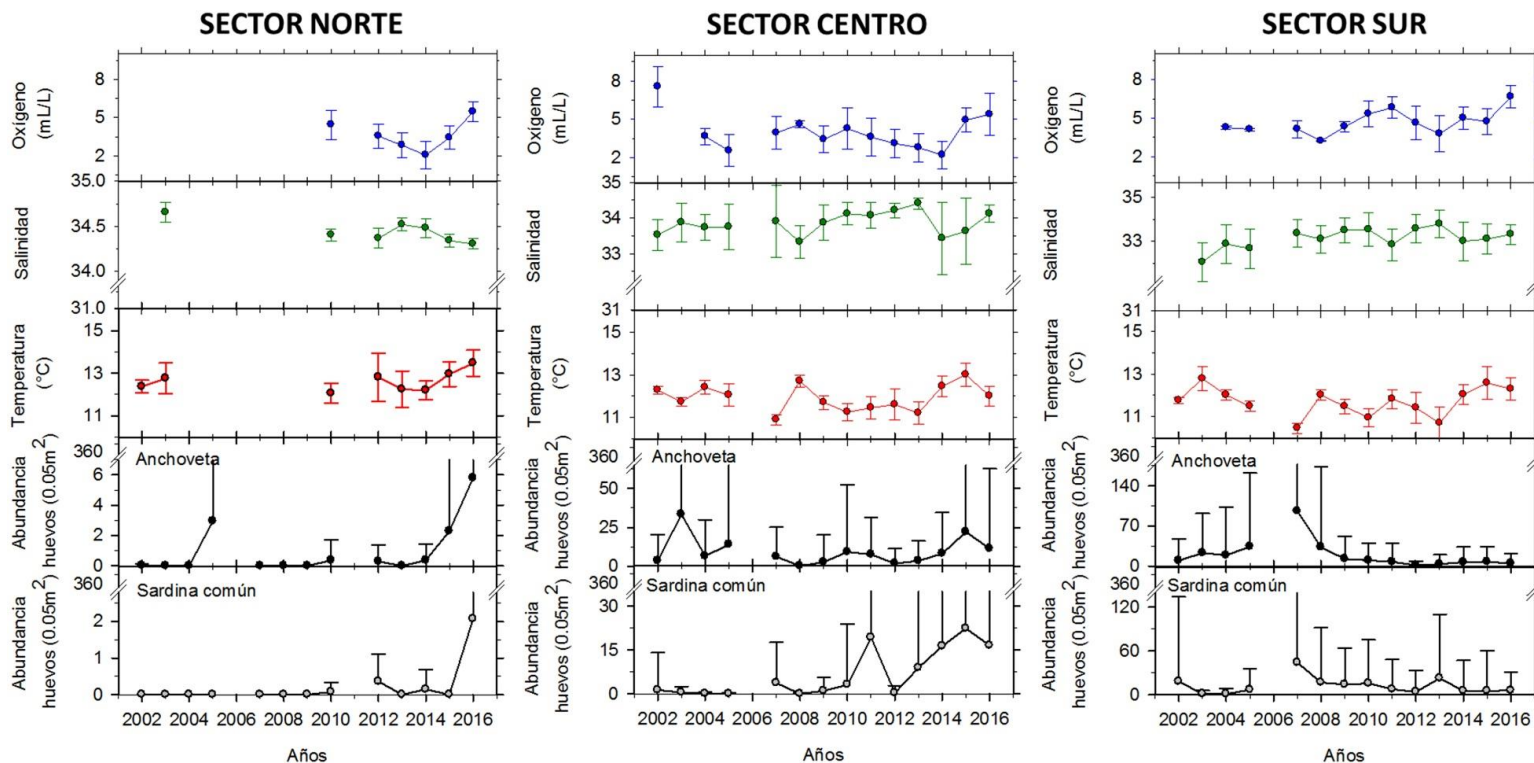 SECTOR NORTE
SECTOR CENTRO
SECTOR SUR
Oxígeno
(mL/L)
8
5
2
Oxígeno
(mL/L)
8
5
2
Oxígeno
(mL/L)
8
5
2
Salinidad
35.0
34.5
34.0
Salinidad
35
34
33
Salinidad
35
33
Temperatura
(°C)
31.0
15
13
11
Temperatura
(°C)
31
15
12
11
Temperatura
(°C)
31
15
12
11
Abundancia
huevos (0.05m2)
360
6
4
2
0
Anchoveta
Abundancia
huevos (0.05m2)
360
50
25
0
Anchoveta
Abundancia
huevos (0.05m2)
360
140
70
0
Anchoveta
Abundancia
huevos (0.05m2)
360
2
1
0
Sardina común
Abundancia
huevos (0.05m2)
360
30
15
0
Sardina común
Abundancia
huevos (0.05m2)
360
120
60
0
Sardina común
2002 2004 2006 2008 2010 2012 2014 2016
2002 2004 2006 2008 2010 2012 2014 2016
2002 2004 2006 2008 2010 2012 2014 2016
Años
Años
Años